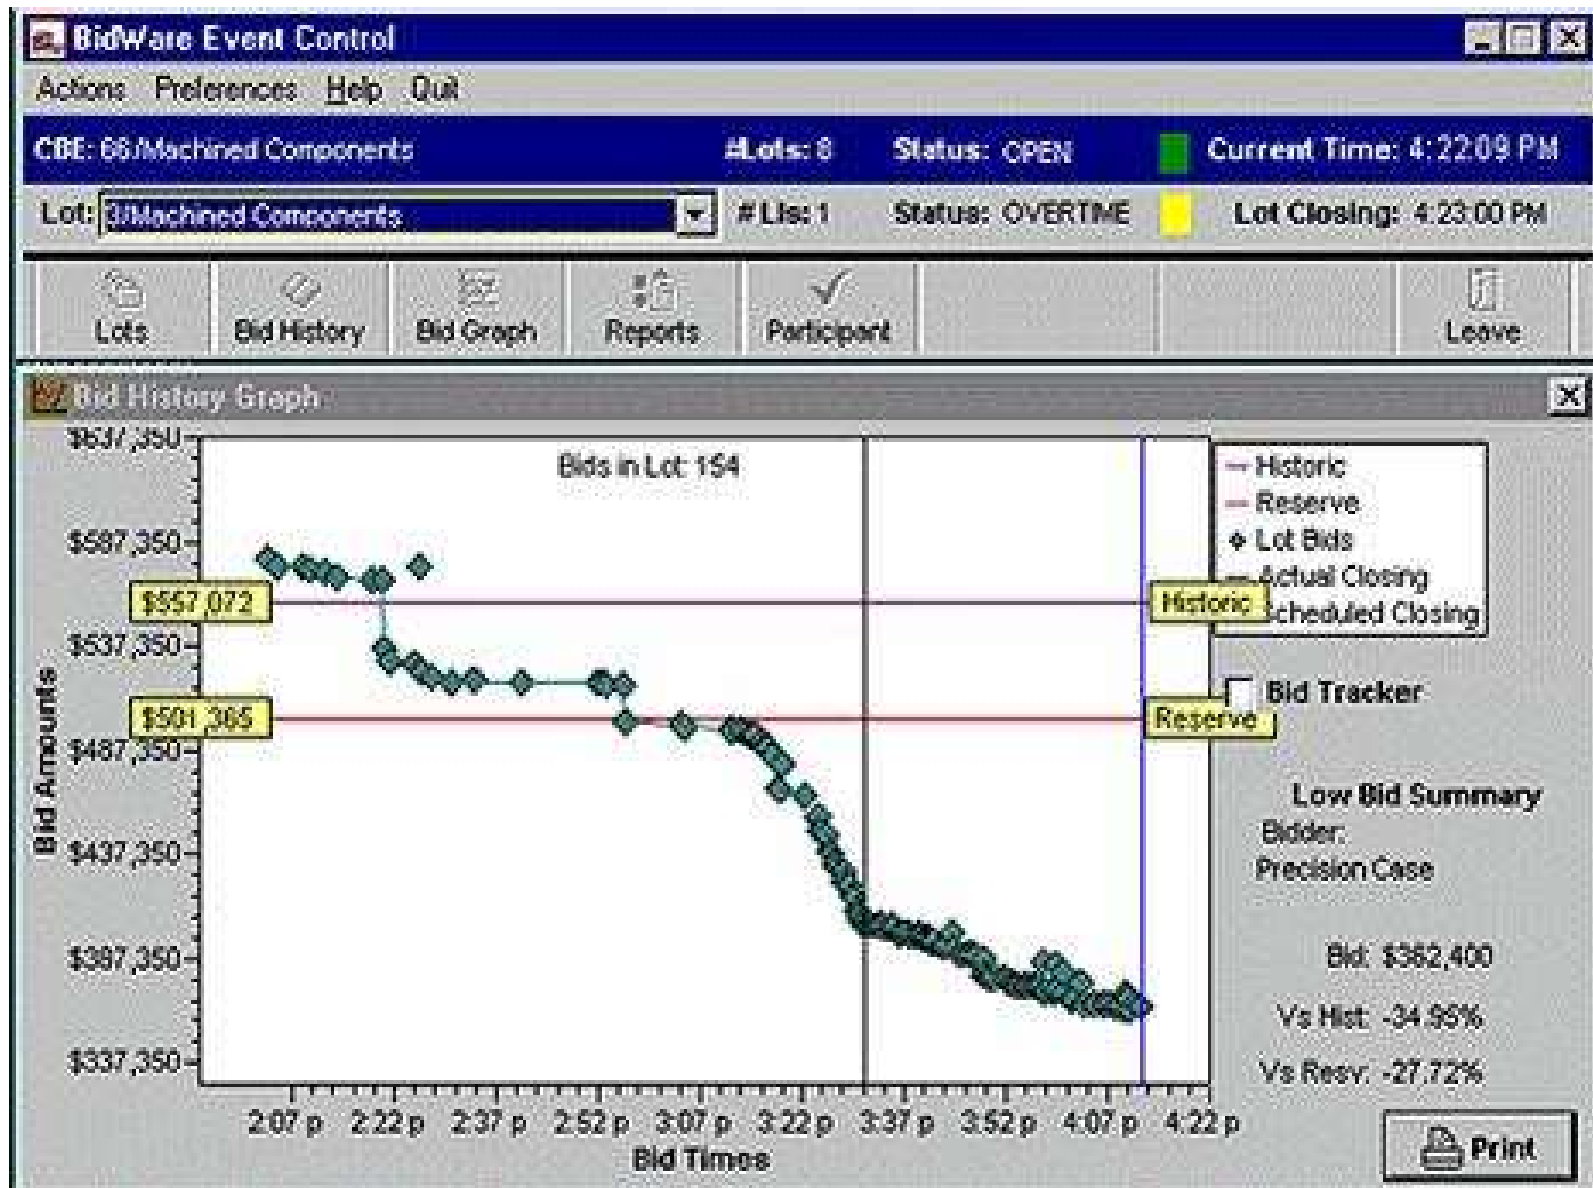 BidWare Event Control
Actions Preferences Help Quit
CBE: 66/Machined Components #Lots: 8 Status: OPEN Current Time: 4:22:09 PM
Lot: 3/Machined Components # LIs: 1 Status: OVERTIME Lot Closing: 4:23:00 PM
Lots Bid History Bid Graph Reports Participant Leave
Bid History Graph
Bids in Lot: 154
$637,350
$587,350
$557,072
$537,350
$501,365
$487,350
$437,350
$387,350
$337,350
Bid Amounts
2:07 p 2:22 p 2:37 p 2:52 p 3:07 p 3:22 p 3:37 p 3:52 p 4:07 p 4:22 p
Bid Times
Historic
Reserve
Lot Bids
Actual Closing
Scheduled Closing
Historic
Reserve
Bid Tracker
Low Bid Summary
Bidder:
Precision Case
Bid: $362,400
Vs Hist: -34.95%
Vs Resv: -27.72%
Print